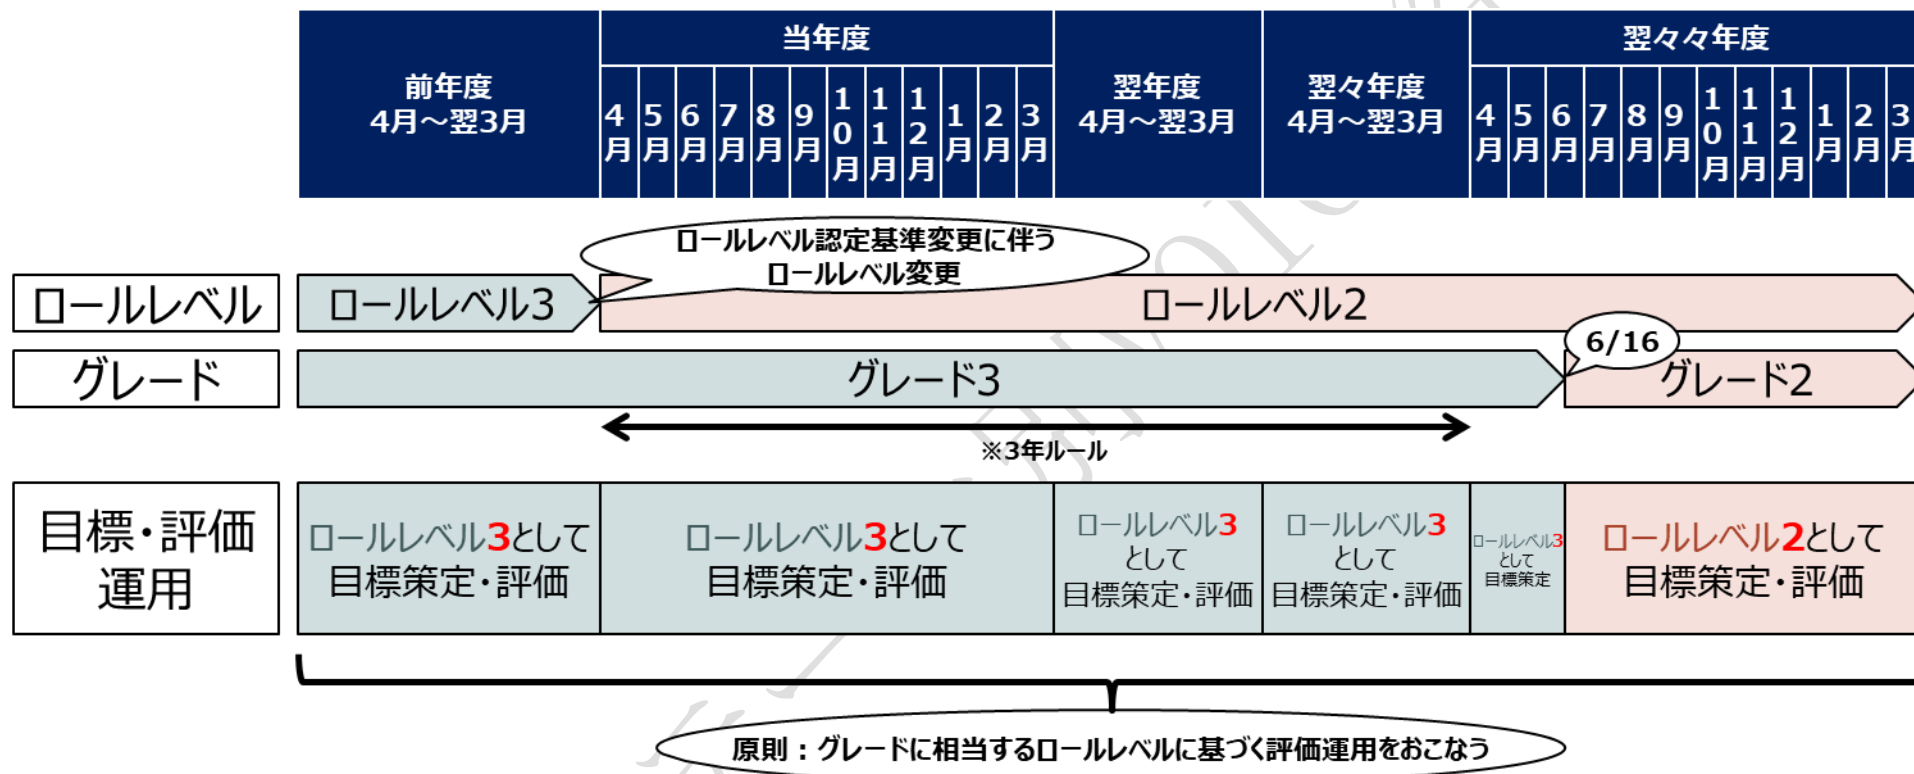 前年度
4月～翌3月
当年度
4月
5月
6月
7月
8月
9月
10月
11月
12月
1月
2月
3月
翌年度
4月～翌3月
翌々年度
4月～翌3月
翌々々年度
4月
5月
6月
7月
8月
9月
10月
11月
12月
1月
2月
3月
ロールレベル認定基準変更に伴う
ロールレベル変更
ロールレベル
ロールレベル3
ロールレベル2
6/16
グレード
グレード3
グレード2
※3年ルール
目標・評価
運用
ロールレベル3として
目標策定・評価
ロールレベル3として
目標策定・評価
ロールレベル3
として
目標策定・評価
ロールレベル3
として
目標策定・評価
ロールレベル3
として
目標策定
ロールレベル2として
目標策定・評価
原則：グレードに相当するロールレベルに基づく評価運用をおこなう